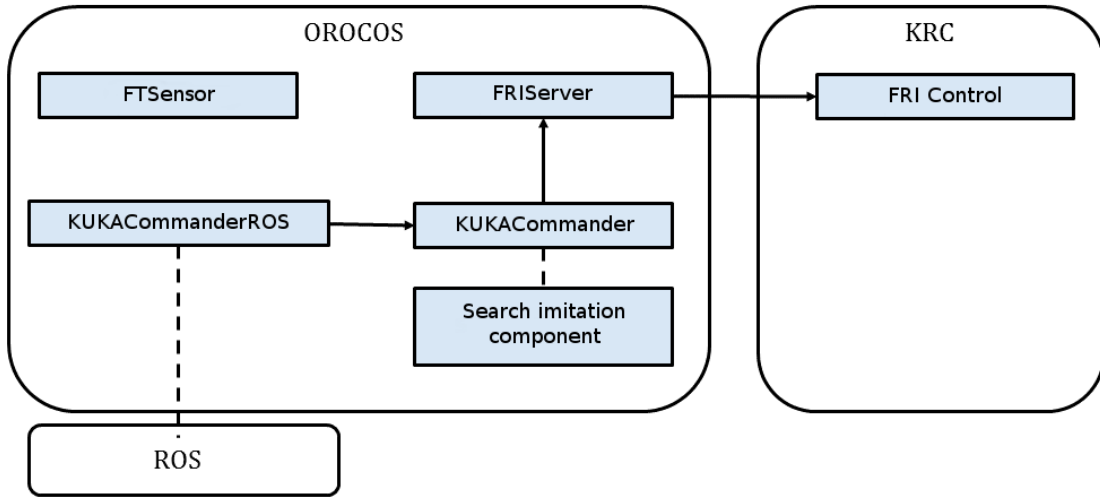 OROCOS
KRC
FTSensor
FRIServer
FRI Control
KUKACommanderROS
KUKACommander
Search imitation
component
ROS